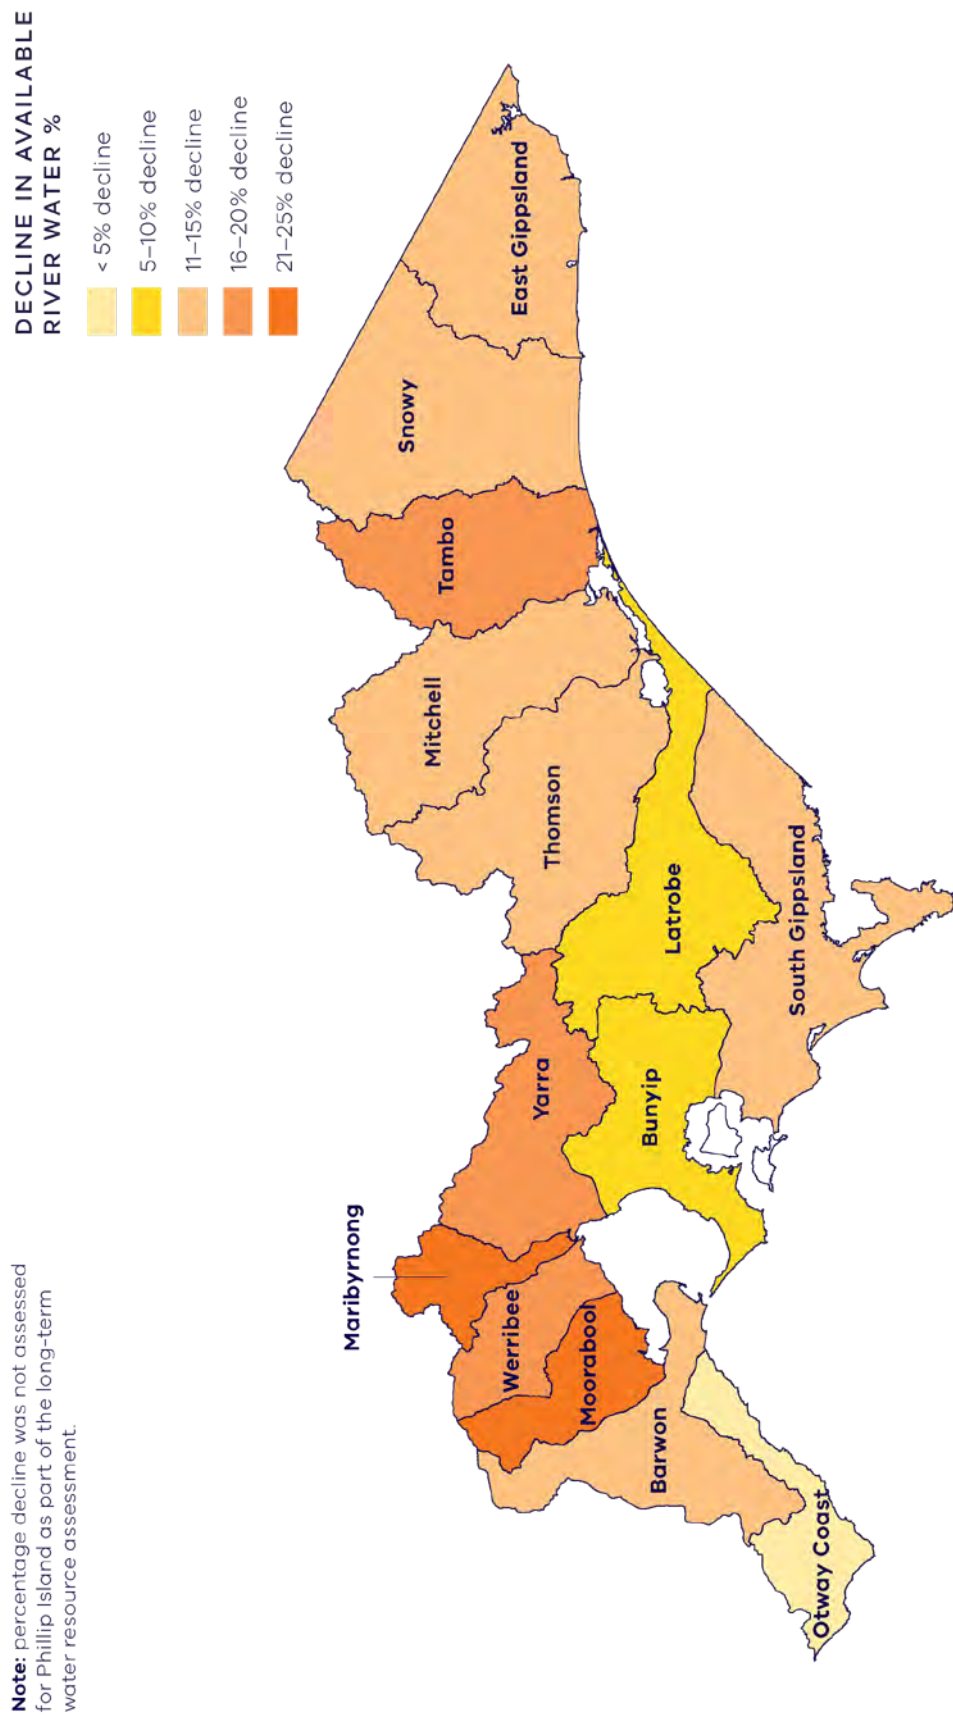 DECLINE IN AVAILABLE
RIVER WATER %
< 5% decline
5–10% decline
11–15% decline
16–20% decline
21–25% decline
East Gippsland
Snowy
Tambo
Mitchell
Thomson
Latrobe
South Gippsland
Yarra
Bunyip
Maribyrnong
Werribee
Moorabool
Barwon
Otway Coast
Note: percentage decline was not assessed
for Phillip Island as part of the long-term
water resource assessment.